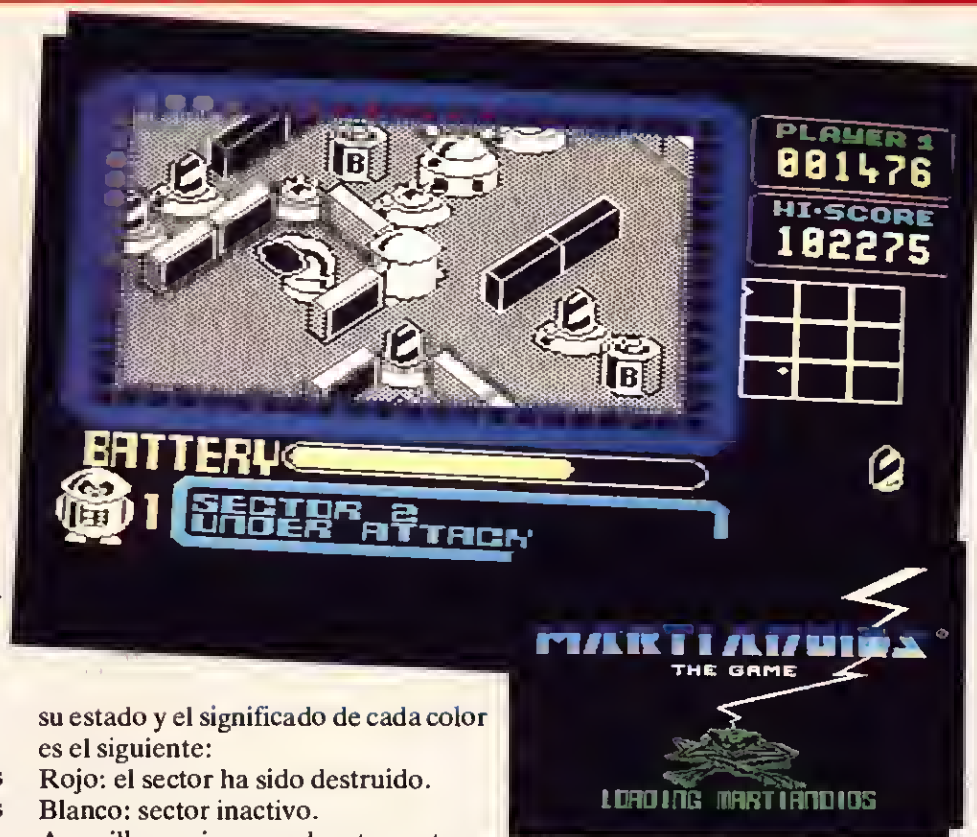 PLAYER 1
001476
HI·SCORE
102275
B
B
BATTERY
1
SECTOR 2
UNDER ATTACK
MARTIANOIDS
THE GAME
LOADING MARTIANOIDS
su estado y el significado de cada color
es el siguiente:
Rojo: el sector ha sido destruido.
Blanco: sector inactivo.